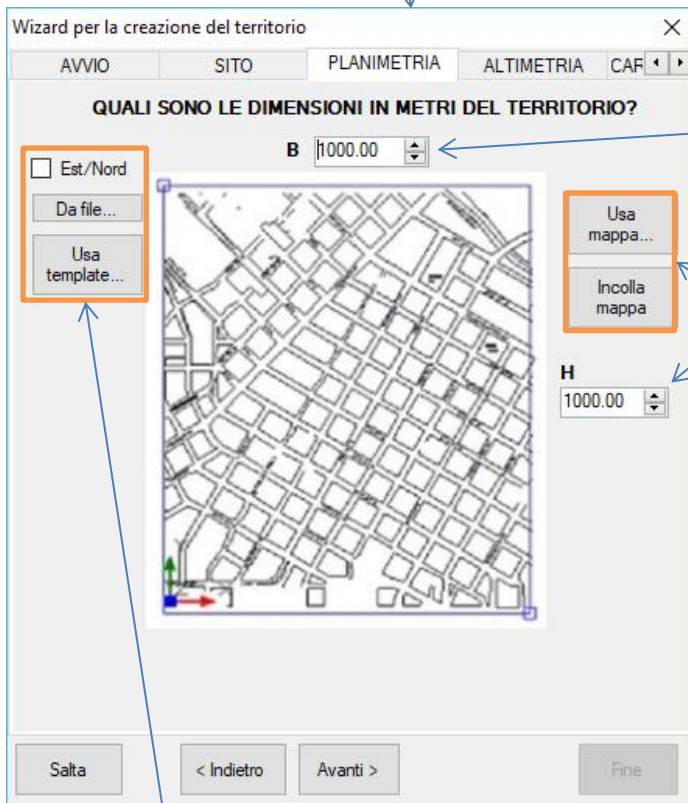 Wizard per la creazione del territorio
AVVIO SITO PLANIMETRIA ALTIMETRIA CAR
QUALI SONO LE DIMENSIONI IN METRI DEL TERRITORIO?
B 1000.00
Est/Nord
Da file...
Usa
template...
Usa
mappa...
Incolla
mappa
H
1000.00
Salta < Indietro Avanti > Fine